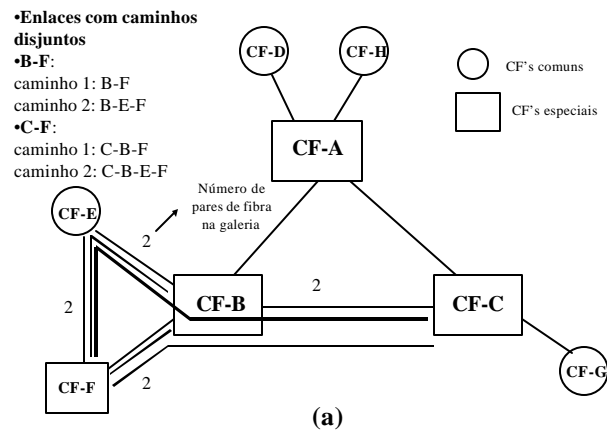 •Enlaces com caminhos
disjuntos
•B-F:
caminho 1: B-F
caminho 2: B-E-F
•C-F:
caminho 1: C-B-F
caminho 2: C-B-E-F
CF-D
CF-H
CF's comuns
CF's especiais
CF-A
Número de
pares de fibra
na galeria
CF-E
2
2
2
CF-B
CF-C
CF-F
2
CF-G
(a)